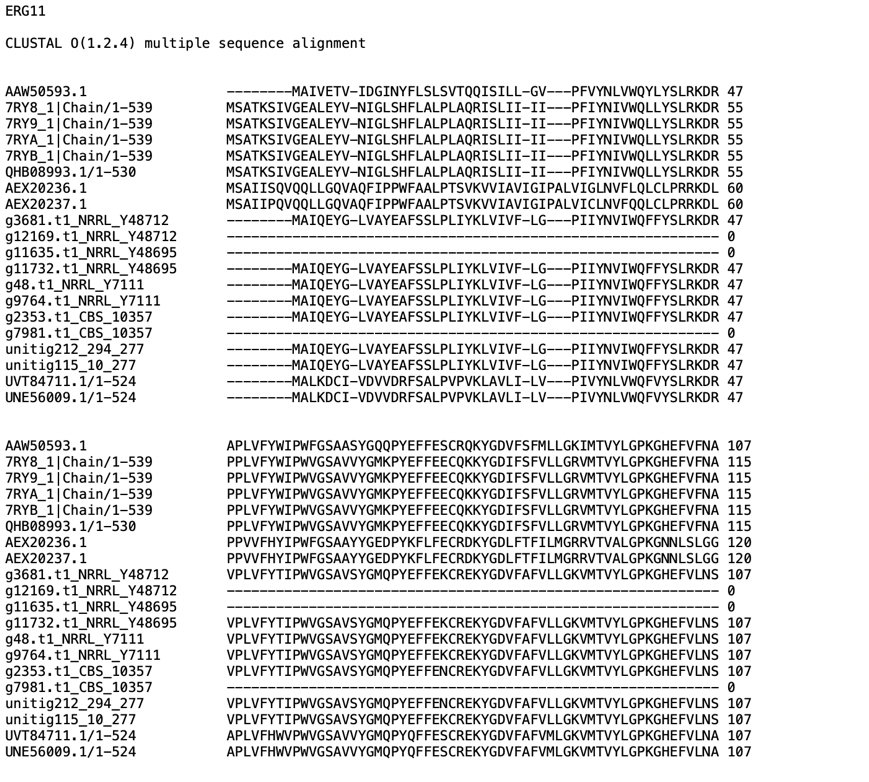 ERG11
CLUSTAL O(1.2.4) multiple sequence alignment
AAW50593.1 --------MAIVETV-IDGINYFLSLSVTQQISILL-GV---PFVYNLVWQYLYSLRKDR 47
7RY8_1|Chain/1-539 MSATKSIVGEALEYV-NIGLSHFLALPLAQRISLII-II---PFIYNIVWQLLYSLRKDR 55
7RY9_1|Chain/1-539 MSATKSIVGEALEYV-NIGLSHFLALPLAQRISLII-II---PFIYNIVWQLLYSLRKDR 55
7RYA_1|Chain/1-539 MSATKSIVGEALEYV-NIGLSHFLALPLAQRISLII-II---PFIYNIVWQLLYSLRKDR 55
7RYB_1|Chain/1-539 MSATKSIVGEALEYV-NIGLSHFLALPLAQRISLII-II---PFIYNIVWQLLYSLRKDR 55
QHB08993.1/1-530 MSATKSIVGEALEYV-NIGLSHFLALPLAQRISLII-II---PFIYNIVWQLLYSLRKDR 55
AEX20236.1 MSAIISQVQQLLGQVAQFIPPWFAALPTSVKVVIAVIGIPALVIGLNVFLQLCLPRRKDL 60
AEX20237.1 MSAIIPQVQQLLGQVAQFIPPWFAALPTSVKVVIAVIGIPALVICLNVFQQLCLPRRKDL 60
g3681.t1_NRRL_Y48712 --------MAIQEYG-LVAYEAFSSLPLIYKLVIVF-LG---PIIYNVIWQFFYSLRKDR 47
g12169.t1_NRRL_Y48712 ------------------------------------------------------------ 0
g11635.t1_NRRL_Y48695 ------------------------------------------------------------ 0
g11732.t1_NRRL_Y48695 --------MAIQEYG-LVAYEAFSSLPLIYKLVIVF-LG---PIIYNVIWQFFYSLRKDR 47
g48.t1_NRRL_Y7111 --------MAIQEYG-LVAYEAFSSLPLIYKLVIVF-LG---PIIYNVIWQFFYSLRKDR 47
g9764.t1_NRRL_Y7111 --------MAIQEYG-LVAYEAFSSLPLIYKLVIVF-LG---PIIYNVIWQFFYSLRKDR 47
g2353.t1_CBS_10357 --------MAIQEYG-LVAYEAFSSLPLIYKLVIVF-LG---PIIYNVIWQFFYSLRKDR 47
g7981.t1_CBS_10357 ------------------------------------------------------------ 0
unitig212_294_277 --------MAIQEYG-LVAYEAFSSLPLIYKLVIVF-LG---PIIYNVIWQFFYSLRKDR 47
unitig115_10_277 --------MAIQEYG-LVAYEAFSSLPLIYKLVIVF-LG---PIIYNVIWQFFYSLRKDR 47
UVT84711.1/1-524 --------MALKDCI-VDVVDRFSALPVPVKLAVLI-LV---PIVYNLVWQFVYSLRKDR 47
UNE56009.1/1-524 --------MALKDCI-VDVVDRFSALPVPVKLAVLI-LV---PIVYNLVWQFVYSLRKDR 47
AAW50593.1 APLVFYWIPWFGSAASYGQQPYEFFESCRQKYGDVFSFMLLGKIMTVYLGPKGHEFVFNA 107
7RY8_1|Chain/1-539 PPLVFYWIPWVGSAVVYGMKPYEFFEECQKKYGDIFSFVLLGRVMTVYLGPKGHEFVFNA 115
7RY9_1|Chain/1-539 PPLVFYWIPWVGSAVVYGMKPYEFFEECQKKYGDIFSFVLLGRVMTVYLGPKGHEFVFNA 115
7RYA_1|Chain/1-539 PPLVFYWIPWVGSAVVYGMKPYEFFEECQKKYGDIFSFVLLGRVMTVYLGPKGHEFVFNA 115
7RYB_1|Chain/1-539 PPLVFYWIPWVGSAVVYGMKPYEFFEECQKKYGDIFSFVLLGRVMTVYLGPKGHEFVFNA 115
QHB08993.1/1-530 PPLVFYWIPWVGSAVVYGMKPYEFFEECQKKYGDIFSFVLLGRVMTVYLGPKGHEFVFNA 115
AEX20236.1 PPVVFHYIPWFGSAAYYGEDPYKFLFECRDKYGDLFTFILMGRRVTVALGPKGNNLSLGG 120
AEX20237.1 PPVVFHYIPWFGSAAYYGEDPYKFLFECRDKYGDLFTFILMGRRVTVALGPKGNNLSLGG 120
g3681.t1_NRRL_Y48712 VPLVFYTIPWVGSAVSYGMQPYEFFEKCREKYGDVFAFVLLGKVMTVYLGPKGHEFVLNS 107
g12169.t1_NRRL_Y48712 ------------------------------------------------------------ 0
g11635.t1_NRRL_Y48695 ------------------------------------------------------------ 0
g11732.t1_NRRL_Y48695 VPLVFYTIPWVGSAVSYGMQPYEFFEKCREKYGDVFAFVLLGKVMTVYLGPKGHEFVLNS 107
g48.t1_NRRL_Y7111 VPLVFYTIPWVGSAVSYGMQPYEFFEKCREKYGDVFAFVLLGKVMTVYLGPKGHEFVLNS 107
g9764.t1_NRRL_Y7111 VPLVFYTIPWVGSAVSYGMQPYEFFEKCREKYGDVFAFVLLGKVMTVYLGPKGHEFVLNS 107
g2353.t1_CBS_10357 VPLVFYTIPWVGSAVSYGMQPYEFFENCREKYGDVFAFVLLGKVMTVYLGPKGHEFVLNS 107
g7981.t1_CBS_10357 ------------------------------------------------------------ 0
unitig212_294_277 VPLVFYTIPWVGSAVSYGMQPYEFFENCREKYGDVFAFVLLGKVMTVYLGPKGHEFVLNS 107
unitig115_10_277 VPLVFYTIPWVGSAVSYGMQPYEFFEKCREKYGDVFAFVLLGKVMTVYLGPKGHEFVLNS 107
UVT84711.1/1-524 APLVFHWVPWVGSAVVYGMQPYQFFESCREKYGDVFAFVMLGKVMTVYLGPKGHEFVLNA 107
UNE56009.1/1-524 APLVFHWVPWVGSAVVYGMQPYQFFESCREKYGDVFAFVMLGKVMTVYLGPKGHEFVLNA 107